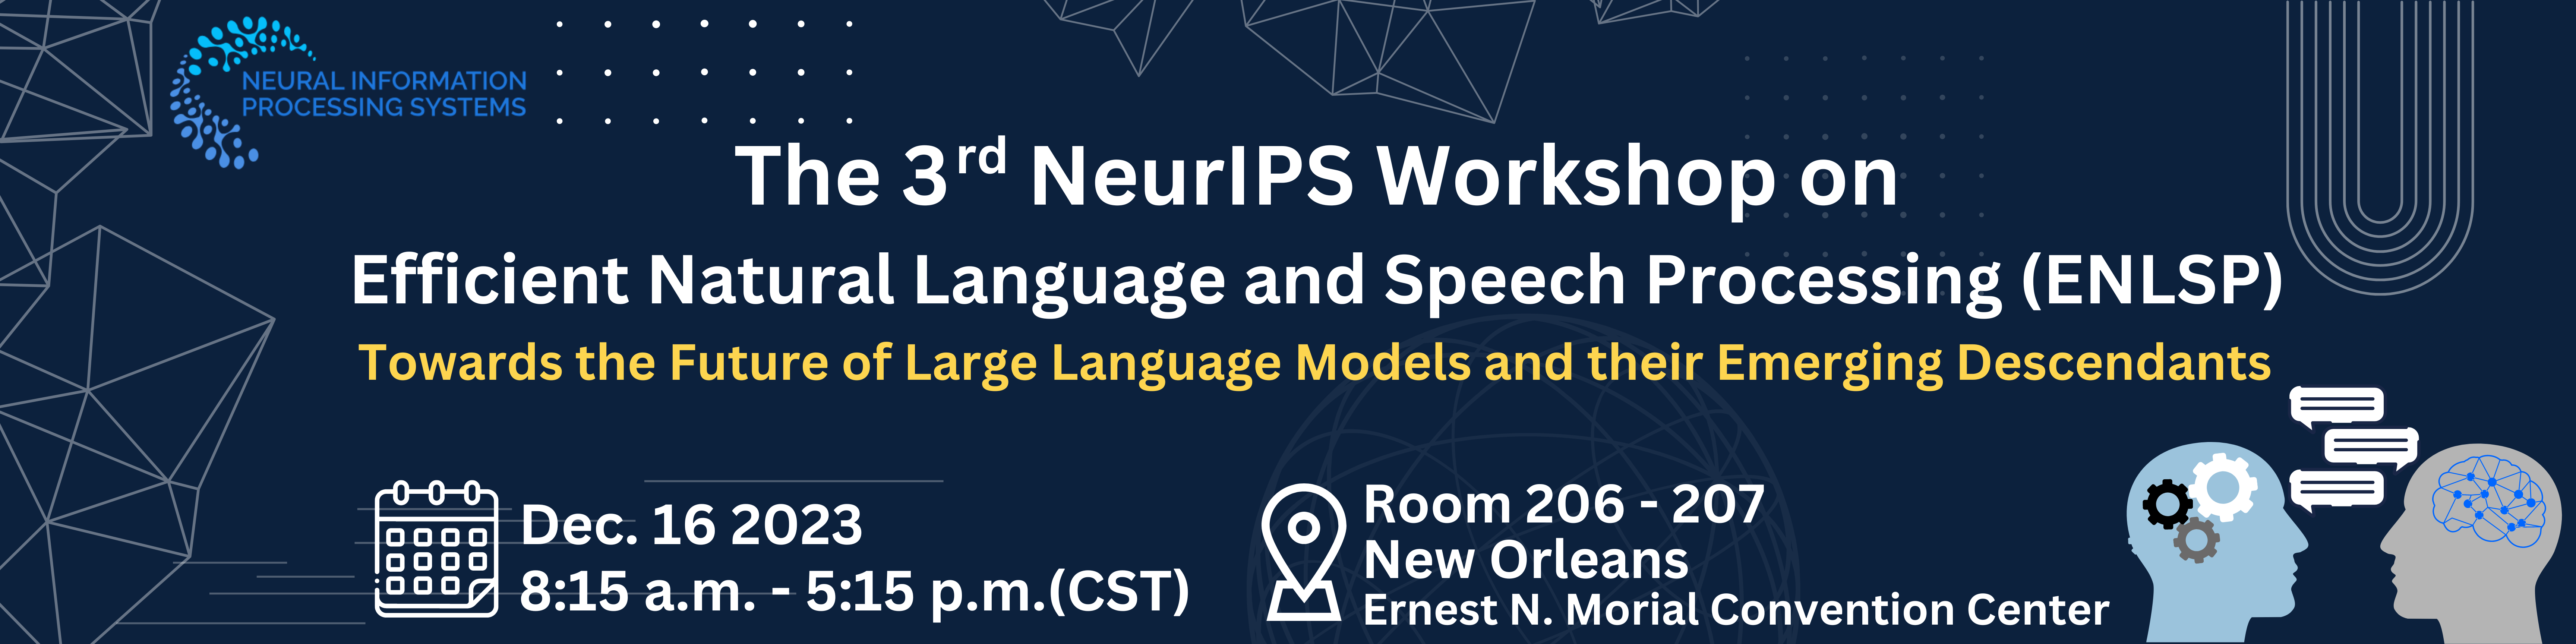 NEURAL INFORMATION
PROCESSING SYSTEMS
The 3rd NeurIPS Workshop on
Efficient Natural Language and Speech Processing (ENLSP)
Towards the Future of Large Language Models and their Emerging Descendants
Dec. 16 2023
8:15 a.m. - 5:15 p.m.(CST)
Room 206 - 207
New Orleans
Ernest N. Morial Convention Center